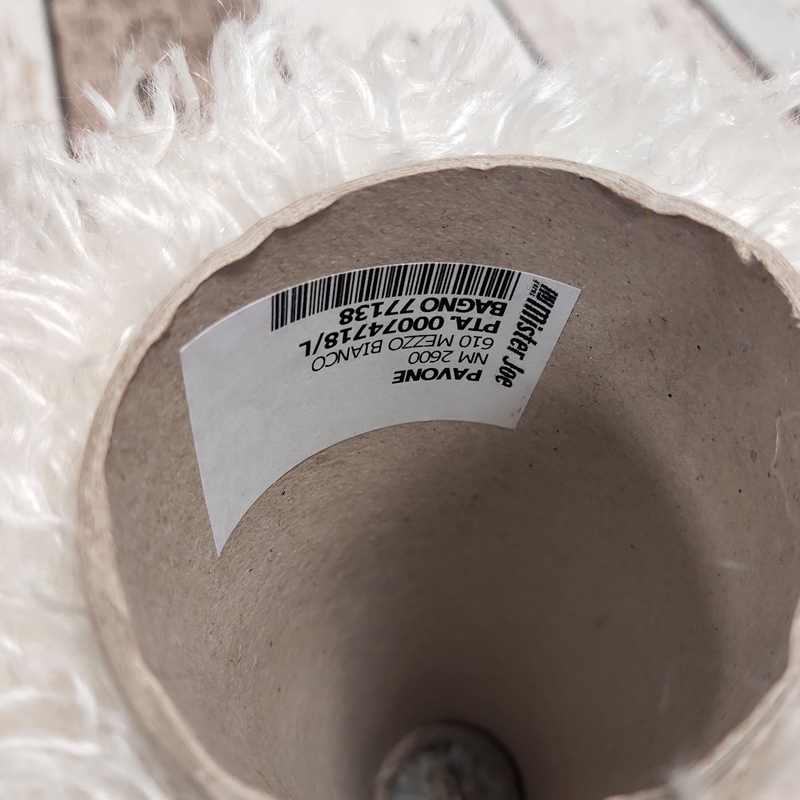 mister Joe
PAVONE
NM 2600
610 MEZZO BIANCO
PTA. 00074718/L
BAGNO 77138